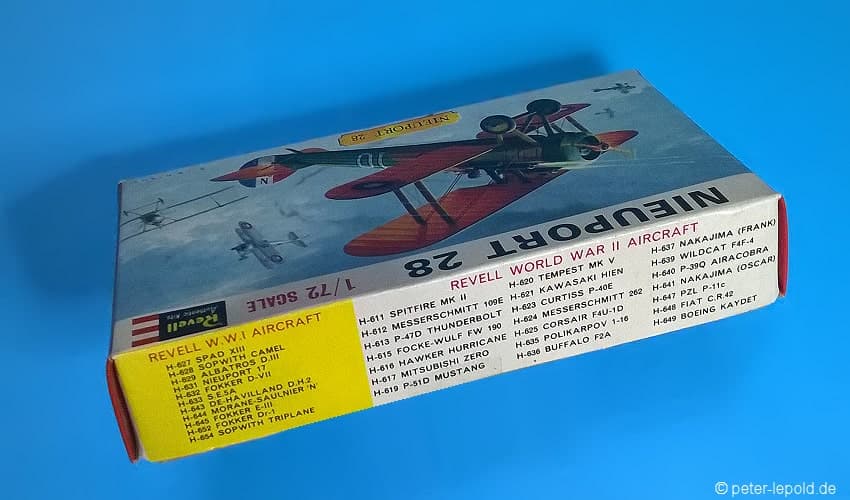 NIEUPORT 28
NIEUPORT 28
1/72 SCALE
Revell
Authentic Kits
N
REVELL W.W.I AIRCRAFT
H-627 SPAD XIII
H-628 SOPWITH CAMEL
H-629 ALBATROS D.III
H-631 NIEUPORT 17
H-632 FOKKER D-VII
H-633 S.E.5A
H-643 DE-HAVILLAND D.H.2
H-644 MORANE-SAULNIER 'N'
H-645 FOKKER E-III
H-652 FOKKER Dr-1
H-654 SOPWITH TRIPLANE
REVELL WORLD WAR II AIRCRAFT
H-611 SPITFIRE MK II
H-612 MESSERSCHMITT 109E
H-613 P-47D THUNDERBOLT
H-615 FOCKE-WULF FW 190
H-616 HAWKER HURRICANE
H-617 MITSUBISHI ZERO
H-619 P-51D MUSTANG
H-620 TEMPEST MK V
H-621 KAWASAKI HIEN
H-623 CURTISS P-40E
H-624 MESSERSCHMITT 262
H-625 CORSAIR F4U-1D
H-635 POLIKARPOV 1-16
H-636 BUFFALO F2A
H-637 NAKAJIMA (FRANK)
H-639 WILDCAT F4F-4
H-640 P-39Q AIRACOBRA
H-641 NAKAJIMA (OSCAR)
H-647 PZL P-11c
H-648 FIAT C.R.42
H-649 BOEING KAYDET
© peter-lepold.de